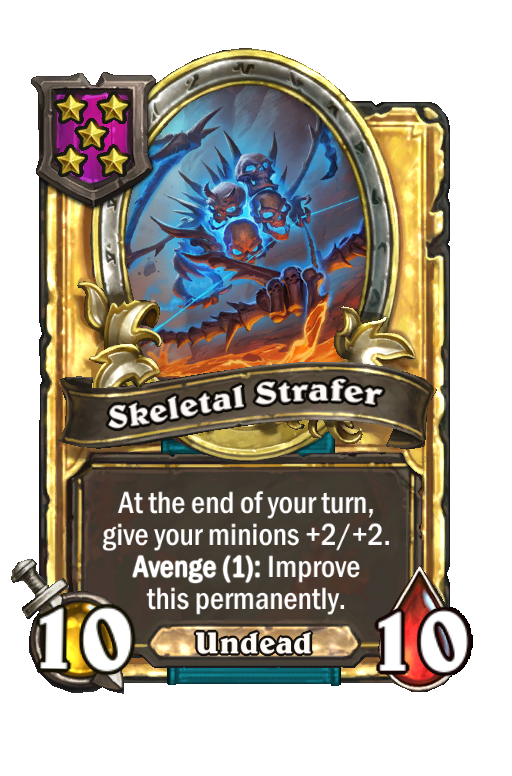 Skeletal Strafer
At the end of your turn,
give your minions +2/+2.
Avenge (1): Improve
this permanently.
10
Undead
10